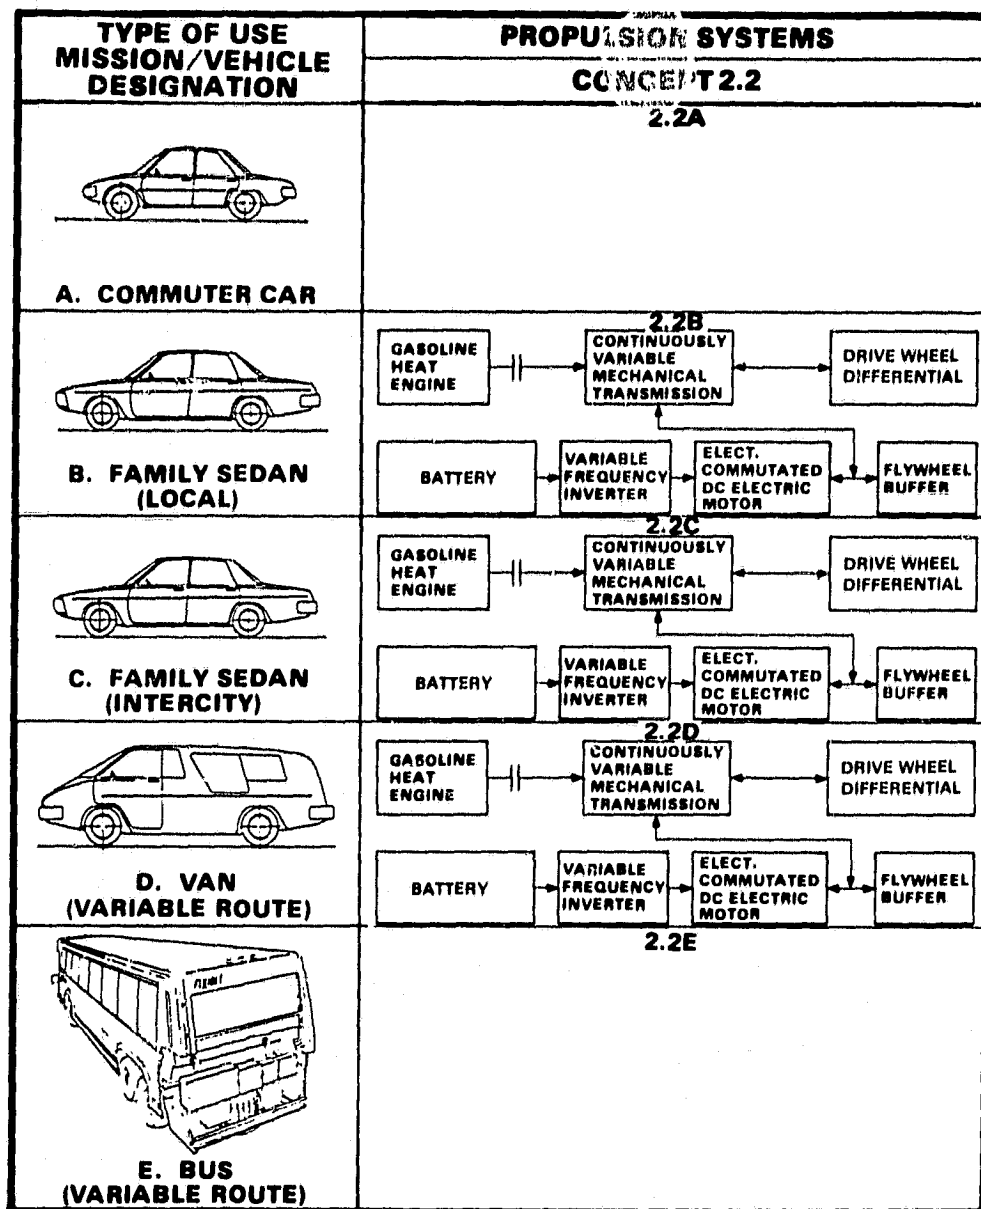 TYPE OF USE
MISSION/VEHICLE
DESIGNATION
PROPULSION SYSTEMS
CONCEPT 2.2
2.2A
A. COMMUTER CAR
2.2B
GASOLINE
HEAT
ENGINE
CONTINUOUSLY
VARIABLE
MECHANICAL
TRANSMISSION
DRIVE WHEEL
DIFFERENTIAL
BATTERY
VARIABLE
FREQUENCY
INVERTER
ELECT.
COMMUTATED
DC ELECTRIC
MOTOR
FLYWHEEL
BUFFER
B. FAMILY SEDAN
(LOCAL)
2.2C
GASOLINE
HEAT
ENGINE
CONTINUOUSLY
VARIABLE
MECHANICAL
TRANSMISSION
DRIVE WHEEL
DIFFERENTIAL
BATTERY
VARIABLE
FREQUENCY
INVERTER
ELECT.
COMMUTATED
DC ELECTRIC
MOTOR
FLYWHEEL
BUFFER
C. FAMILY SEDAN
(INTERCITY)
2.2D
GASOLINE
HEAT
ENGINE
CONTINUOUSLY
VARIABLE
MECHANICAL
TRANSMISSION
DRIVE WHEEL
DIFFERENTIAL
BATTERY
VARIABLE
FREQUENCY
INVERTER
ELECT.
COMMUTATED
DC ELECTRIC
MOTOR
FLYWHEEL
BUFFER
D. VAN
(VARIABLE ROUTE)
2.2E
E. BUS
(VARIABLE ROUTE)